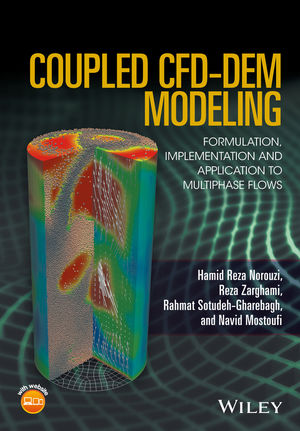 COUPLED CFD-DEM
MODELING
FORMULATION,
IMPLEMENTATION AND
APPLICATION TO
MULTIPHASE FLOWS
Hamid Reza Norouzi,
Reza Zarghami,
Rahmat Sotudeh-Gharebagh,
and Navid Mostoufi
with website
WILEY